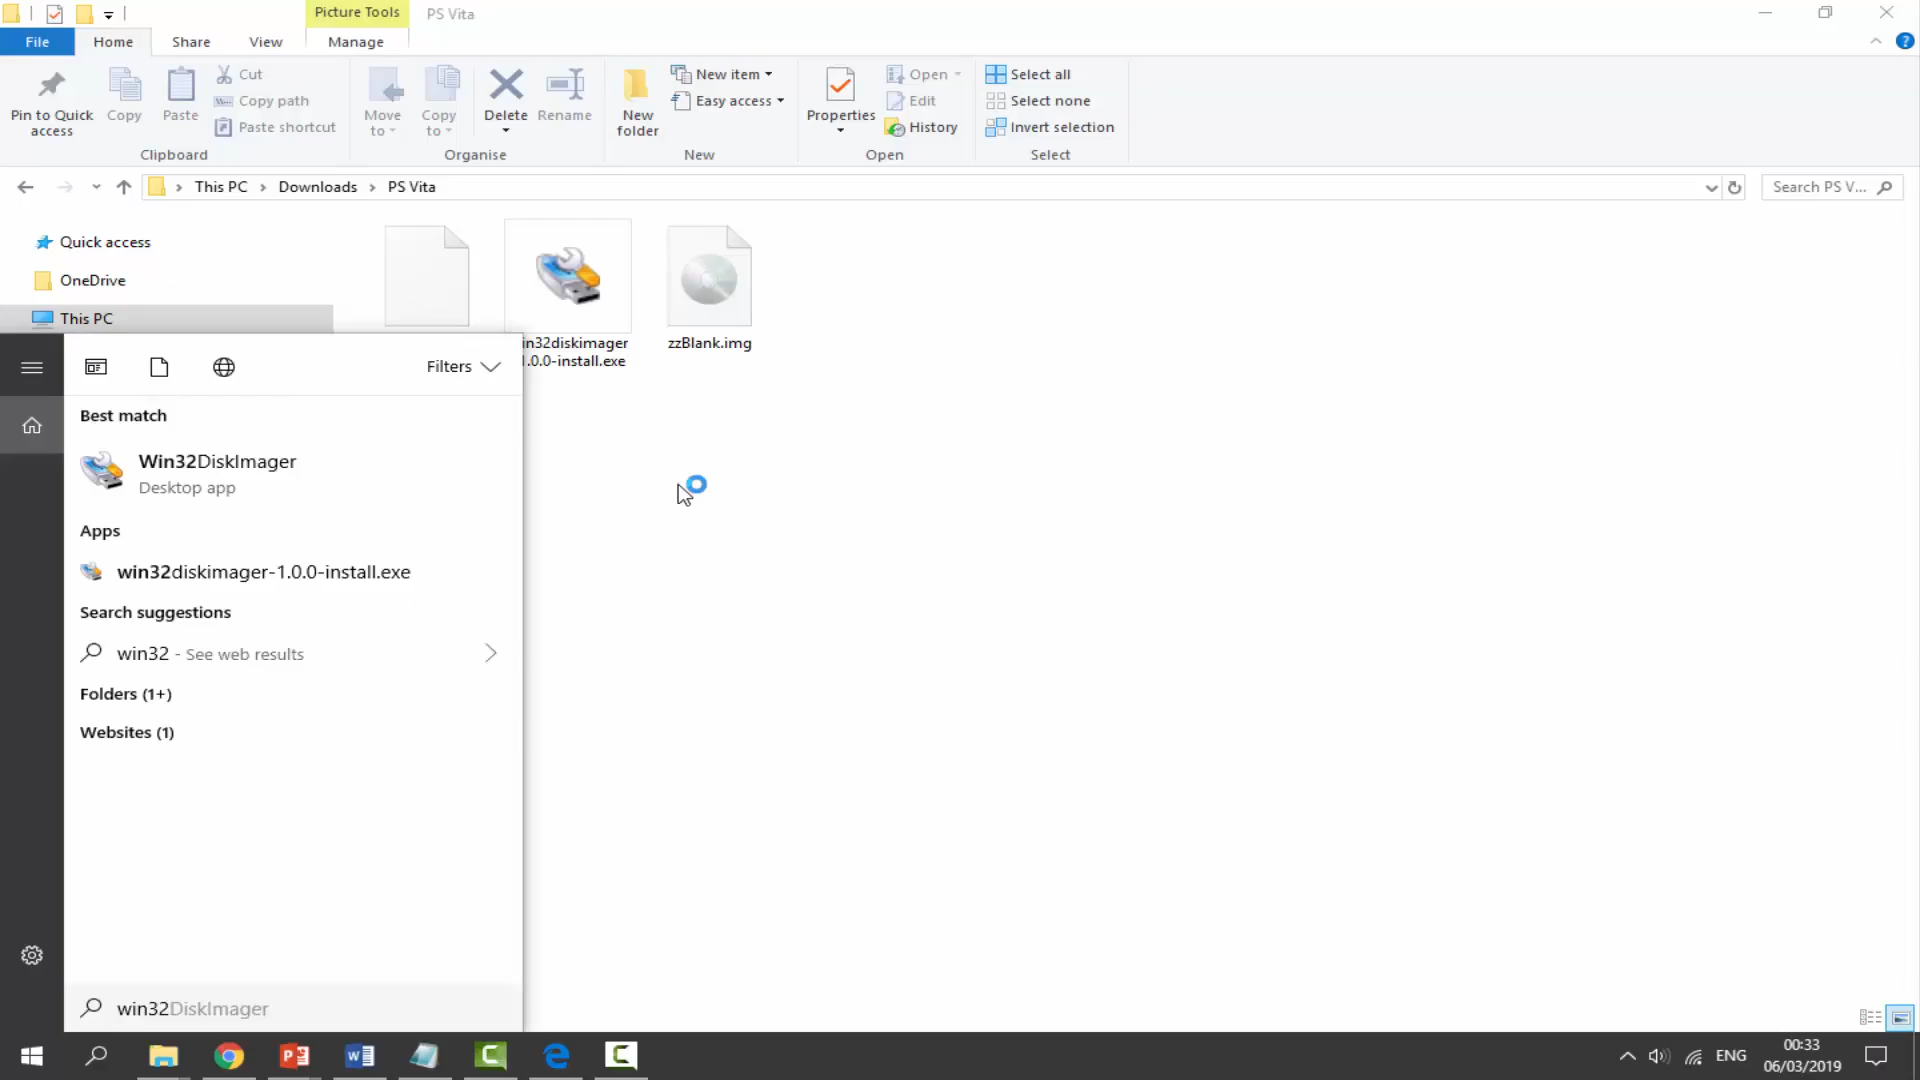 Picture Tools
PS Vita
File
Home
Share
View
Manage
Pin to Quick
access
Copy
Paste
Cut
Copy path
Paste shortcut
Clipboard
Move
to
Copy
to
Delete
Rename
Organise
New
folder
New item
Easy access
New
Properties
Open
Edit
History
Open
Select all
Select none
Invert selection
Select
This PC
Downloads
PS Vita
Search PS V...
Quick access
OneDrive
This PC
in32diskimager
1.0.0-install.exe
zzBlank.img
Filters
Best match
Win32DiskImager
Desktop app
Apps
win32diskimager-1.0.0-install.exe
Search suggestions
win32 - See web results
Folders (1+)
Websites (1)
win32DiskImager
ENG
00:33
06/03/2019